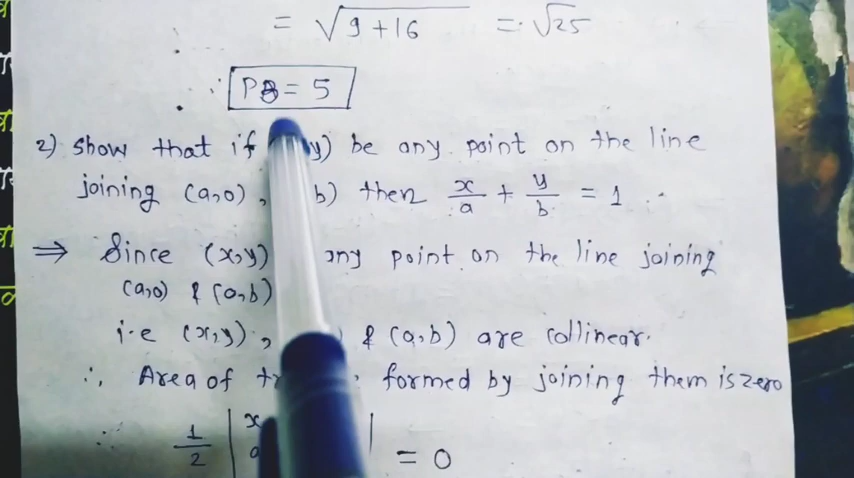 = √9+16 = √25
∴ PB = 5
2) Show that if y) be any point on the line
joining (a,0), b) then x/a + y/b = 1
⇒ Since (x,y) any point on the line joining
(a,0) & (0,b)
i.e (x,y), & (a,b) are collinear.
∴ Area of formed by joining them is zero
∴ 1/2 | x | = 0